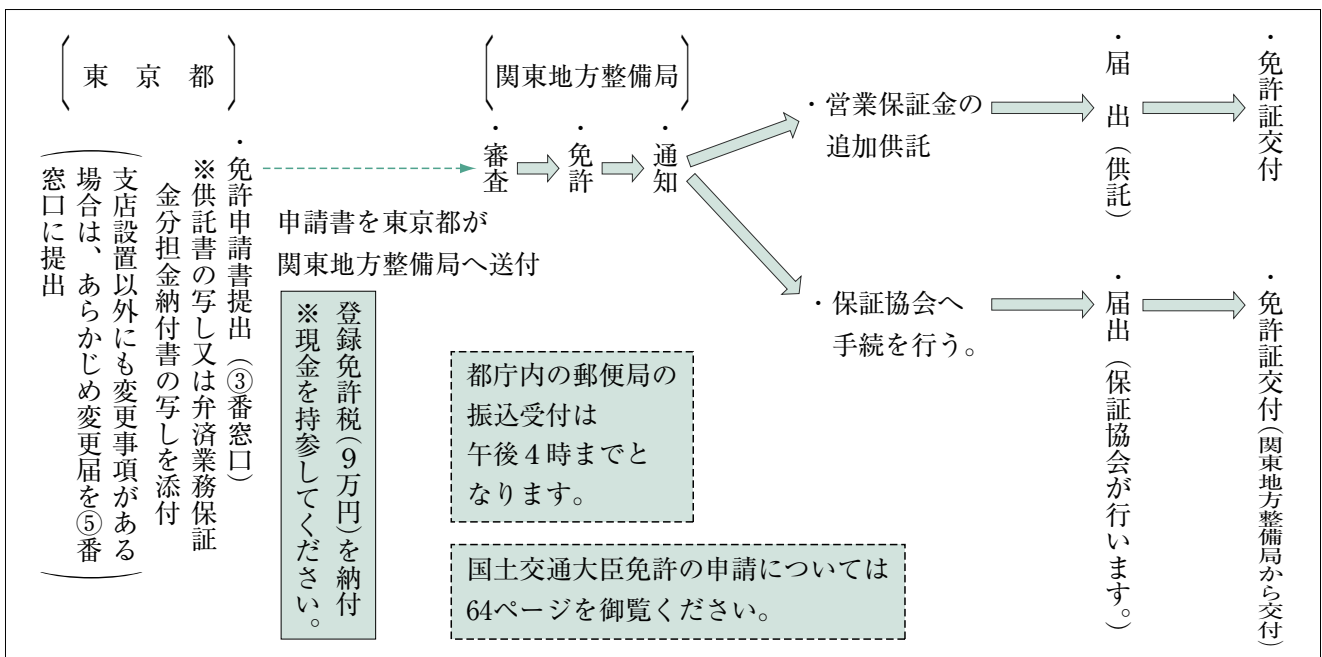 東京都
・免許申請書提出（③番窓口）
※供託書の写し又は弁済業務保証
金分担金納付書の写しを添付
（支店設置以外にも変更事項がある
場合は、あらかじめ変更届を⑤番
窓口に提出）
申請書を東京都が
関東地方整備局へ送付
登録免許税（９万円）を納付
※現金を持参してください。
関東地方整備局
・審査
・免許
・通知
・営業保証金の
追加供託
・届出（供託）
・免許証交付
・保証協会へ
手続を行う。
・届出（保証協会が行います。）
・免許証交付（関東地方整備局から交付）
都庁内の郵便局の
振込受付は
午後４時までと
なります。
国土交通大臣免許の申請については
64ページを御覧ください。